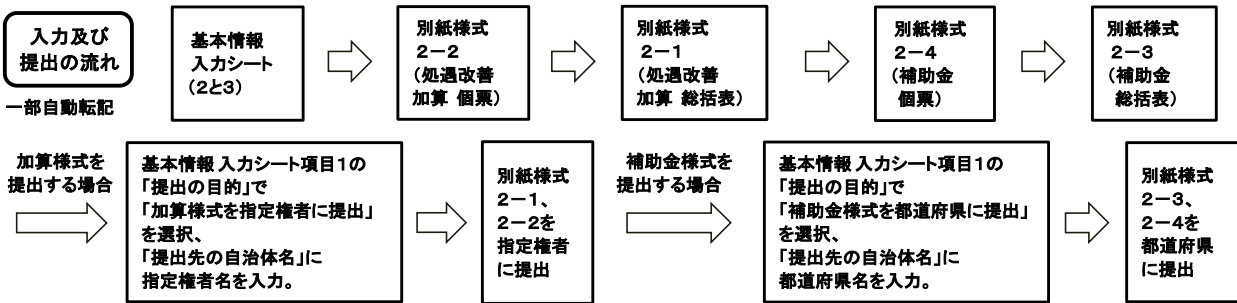 入力及び
提出の流れ
一部自動転記
基本情報
入力シート
(2と3)
別紙様式
2－2
(処遇改善
加算 個票)
別紙様式
2－1
(処遇改善
加算 総括表)
別紙様式
2－4
(補助金
個票)
別紙様式
2－3
(補助金
総括表)
加算様式を
提出する場合
基本情報 入力シート項目1の
「提出の目的」で
「加算様式を指定権者に提出」
を選択、
「提出先の自治体名」に
指定権者名を入力。
別紙様式
2－1、
2－2を
指定権者
に提出
補助金様式を
提出する場合
基本情報 入力シート項目1の
「提出の目的」で
「補助金様式を都道府県に提出」
を選択、
「提出先の自治体名」に
都道府県名を入力。
別紙様式
2－3、
2－4を
都道府県
に提出